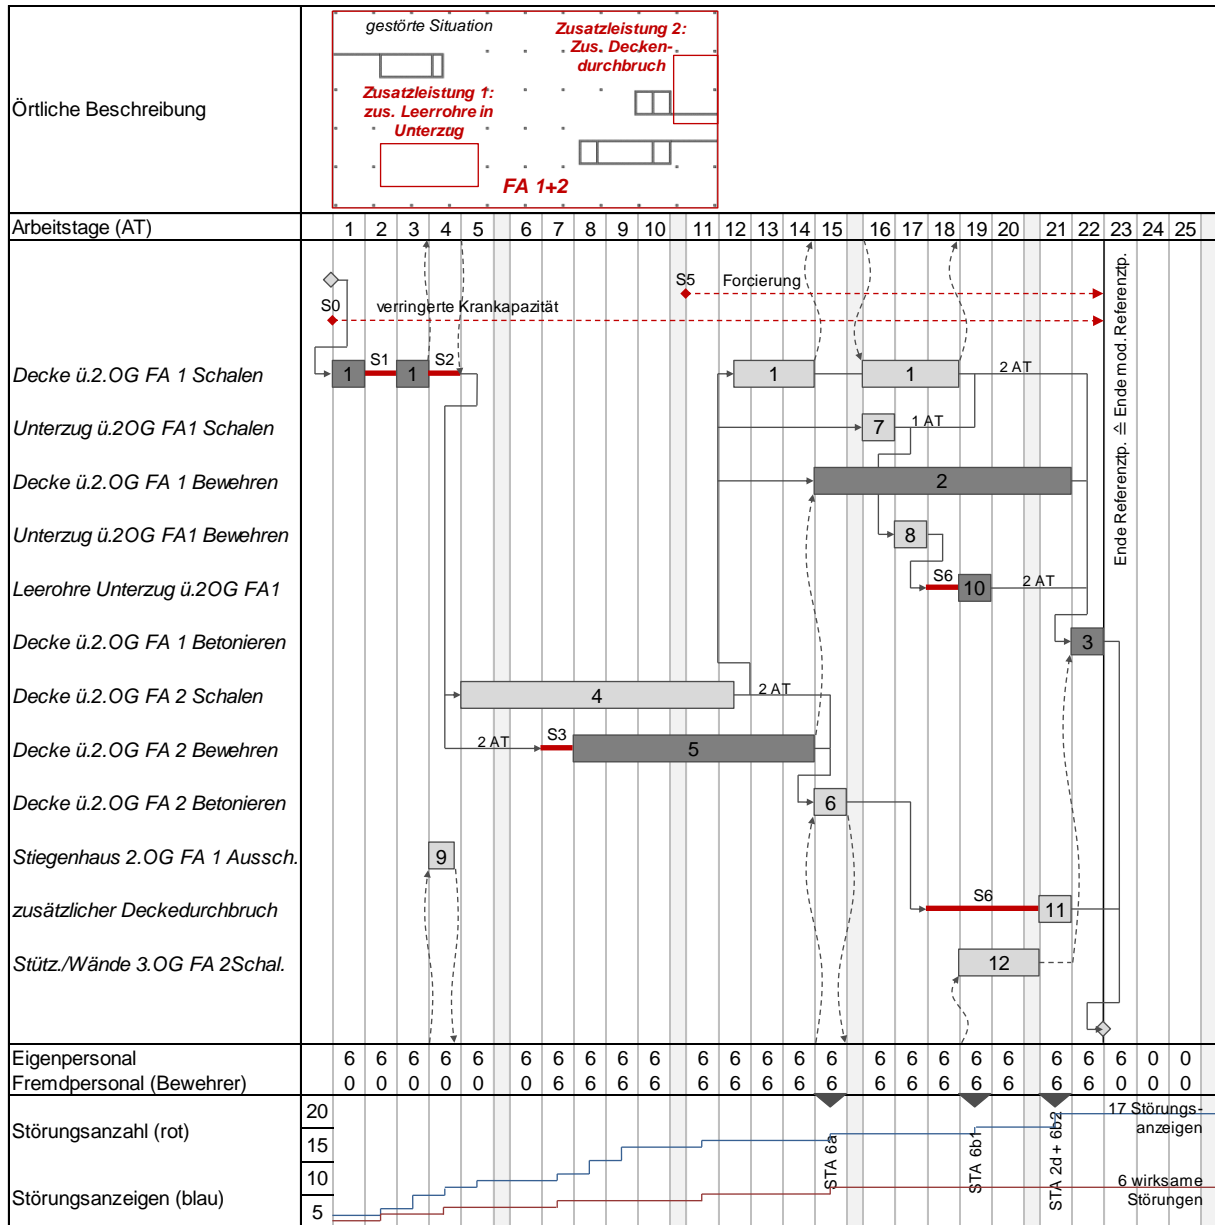 gestörte Situation
Zusatzleistung 2:
Zus. Decken-
durchbruch
Örtliche Beschreibung
Zusatzleistung 1:
zus. Leerrohre in
Unterzug
FA 1+2
Arbeitstage (AT) 1 2 3 4 5 6 7 8 9 10 11 12 13 14 15 16 17 18 19 20 21 22 23 24 25
S5 Forcierung
S0 verringerte Krankapazität
Ende Referenztp. ≙ Ende mod. Referenztp.
Decke ü.2.OG FA 1 Schalen 1 S1 1 S2 1 1 2 AT
Unterzug ü.2OG FA1 Schalen 7 1 AT
Decke ü.2.OG FA 1 Bewehren 2
Unterzug ü.2OG FA1 Bewehren 8
Leerohre Unterzug ü.2OG FA1 S6 10 2 AT
Decke ü.2.OG FA 1 Betonieren 3
Decke ü.2.OG FA 2 Schalen 4 2 AT
Decke ü.2.OG FA 2 Bewehren 2 AT S3 5
Decke ü.2.OG FA 2 Betonieren 6
Stiegenhaus 2.OG FA 1 Aussch. 9
zusätzlicher Deckedurchbruch S6 11
Stütz./Wände 3.OG FA 2Schal. 12
Eigenpersonal 6 6 6 6 6 6 6 6 6 6 6 6 6 6 6 6 6 6 6 6 6 6 6 0 0
Fremdpersonal (Bewehrer) 0 0 0 0 0 0 6 6 6 6 6 6 6 6 6 6 6 6 6 6 6 6 0 0 0
Störungsanzahl (rot) 20 17 Störungs-
15 anzeigen
STA 6a
STA 6b1
STA 2d + 6b2
10 6 wirksame
Störungsanzeigen (blau) 5 Störungen